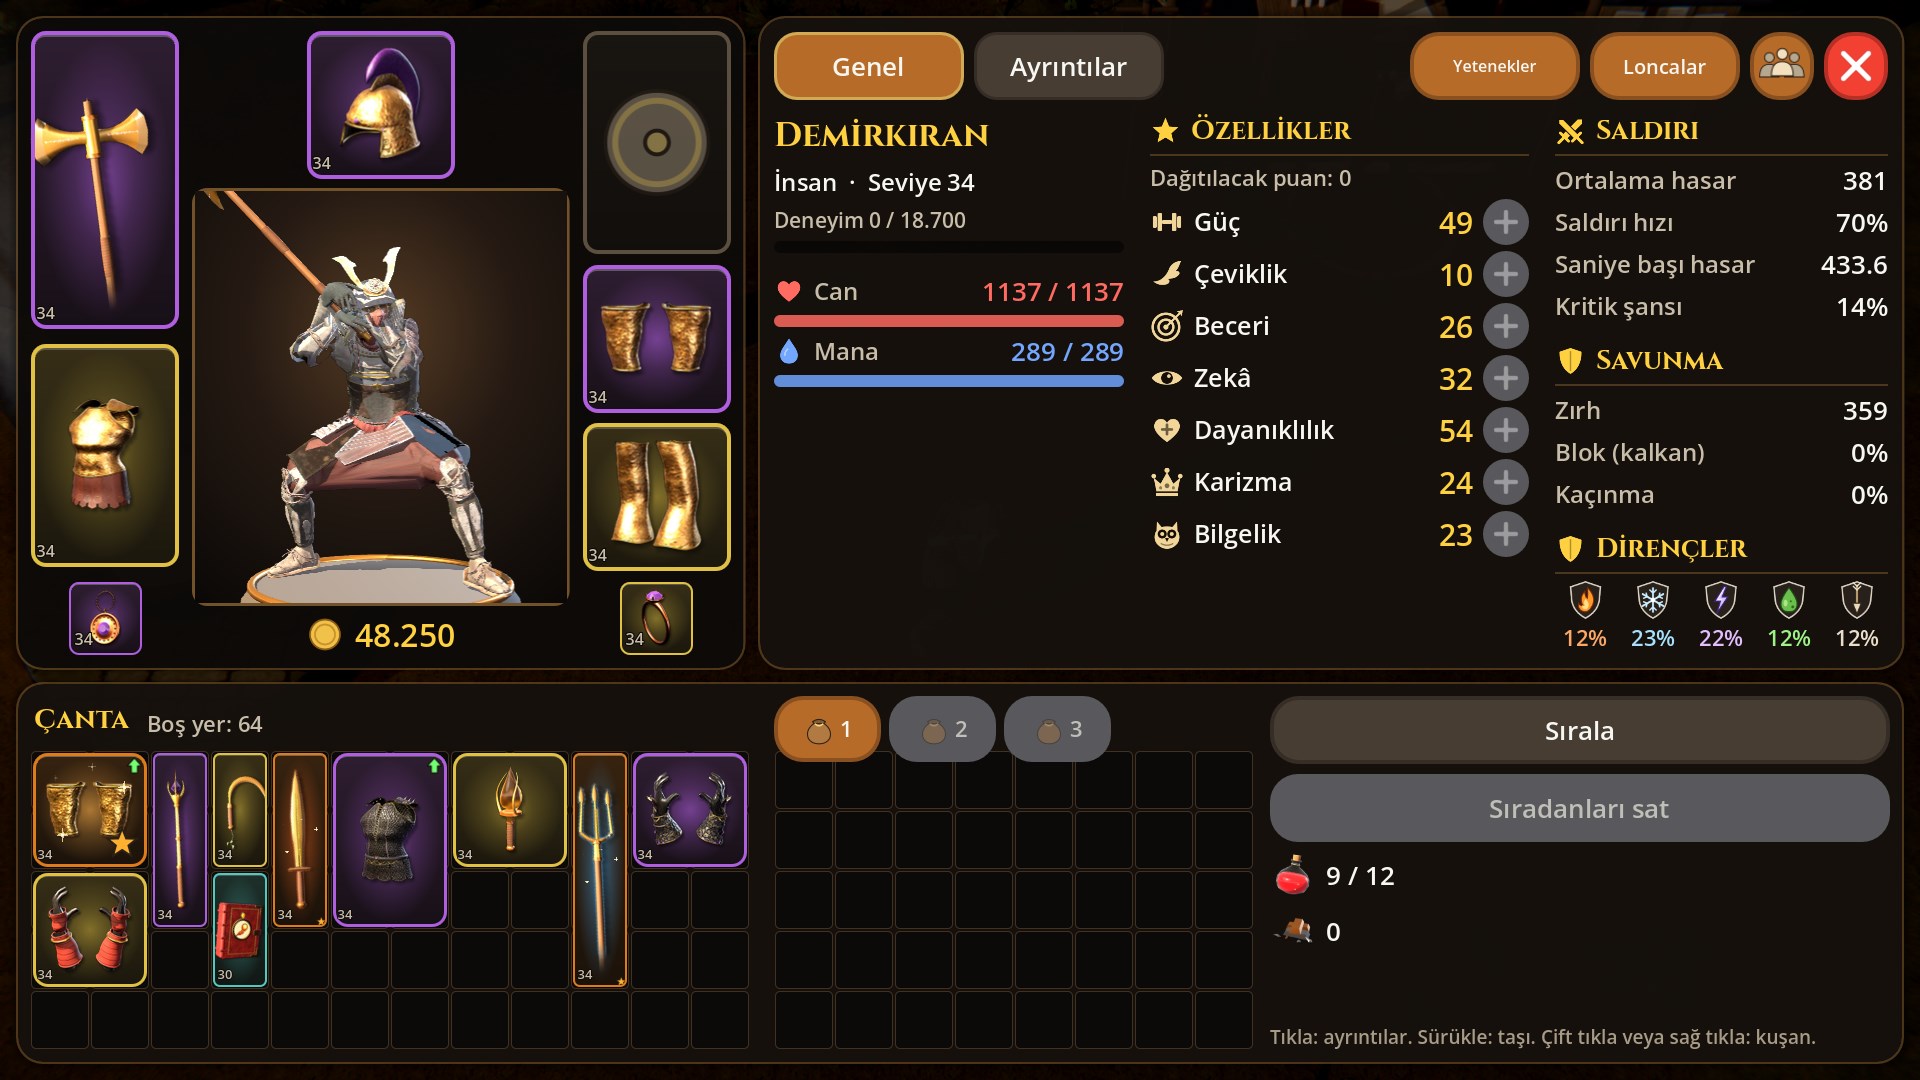 34
34
34
34
34
34
34
48.250
Genel
Ayrıntılar
Yetenekler
Loncalar
DEMİRKIRAN
İnsan · Seviye 34
Deneyim 0 / 18.700
Can 1137 / 1137
Mana 289 / 289
ÖZELLİKLER
Dağıtılacak puan: 0
Güç 49
Çeviklik 10
Beceri 26
Zekâ 32
Dayanıklılık 54
Karizma 24
Bilgelik 23
SALDIRI
Ortalama hasar 381
Saldırı hızı 70%
Saniye başı hasar 433.6
Kritik şansı 14%
SAVUNMA
Zırh 359
Blok (kalkan) 0%
Kaçınma 0%
DİRENÇLER
12% 23% 22% 12% 12%
ÇANTA Boş yer: 64
34 34 34
34 34 34 34
34 30 34
1 2 3
Sırala
Sıradanları sat
9 / 12
0
Tıkla: ayrıntılar. Sürükle: taşı. Çift tıkla veya sağ tıkla: kuşan.